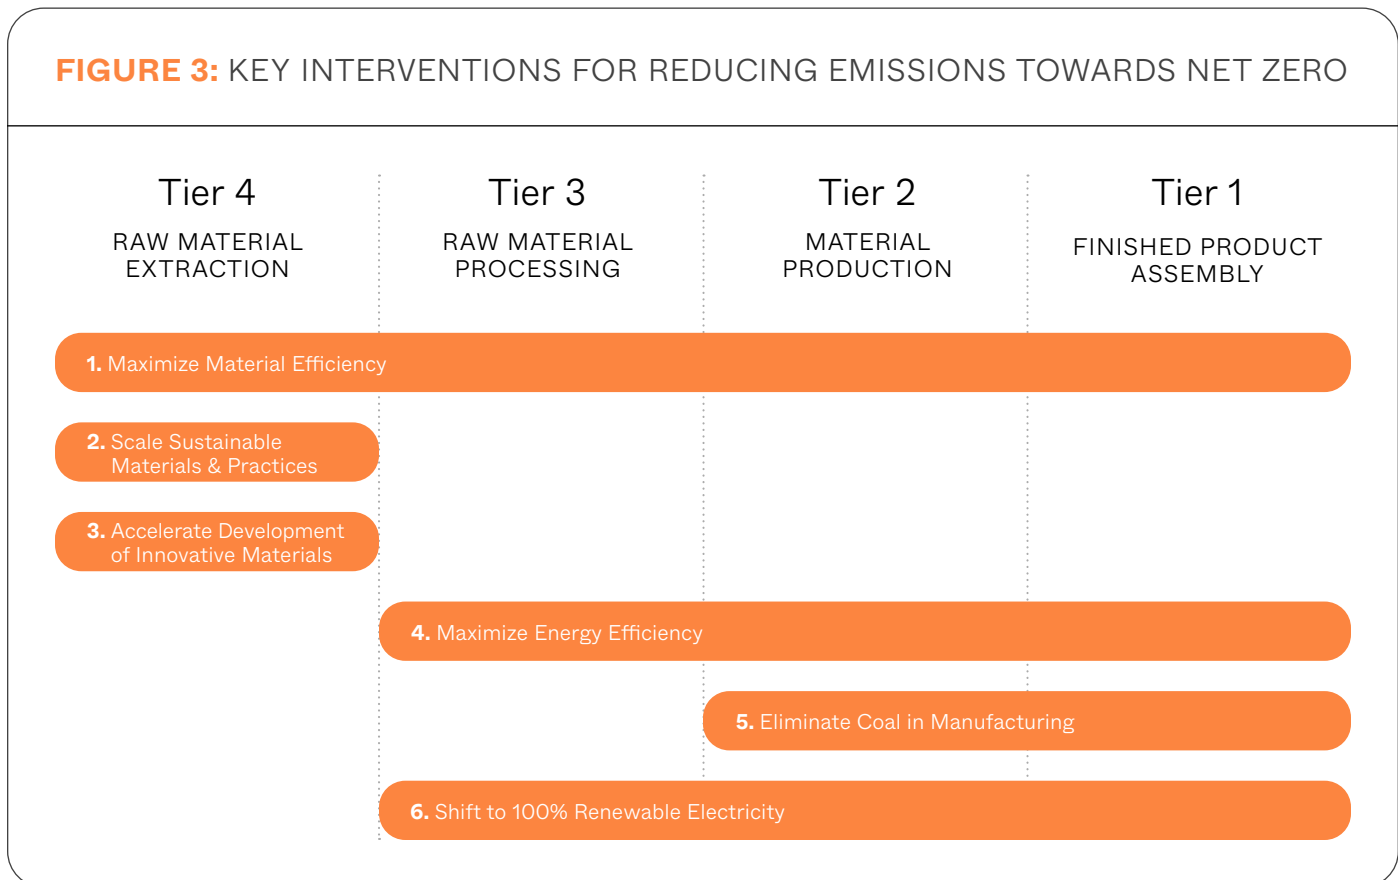 FIGURE 3: KEY INTERVENTIONS FOR REDUCING EMISSIONS TOWARDS NET ZERO
Tier 4
RAW MATERIAL
EXTRACTION
Tier 3
RAW MATERIAL
PROCESSING
Tier 2
MATERIAL
PRODUCTION
Tier 1
FINISHED PRODUCT
ASSEMBLY
1. Maximize Material Efficiency
2. Scale Sustainable
Materials & Practices
3. Accelerate Development
of Innovative Materials
4. Maximize Energy Efficiency
5. Eliminate Coal in Manufacturing
6. Shift to 100% Renewable Electricity